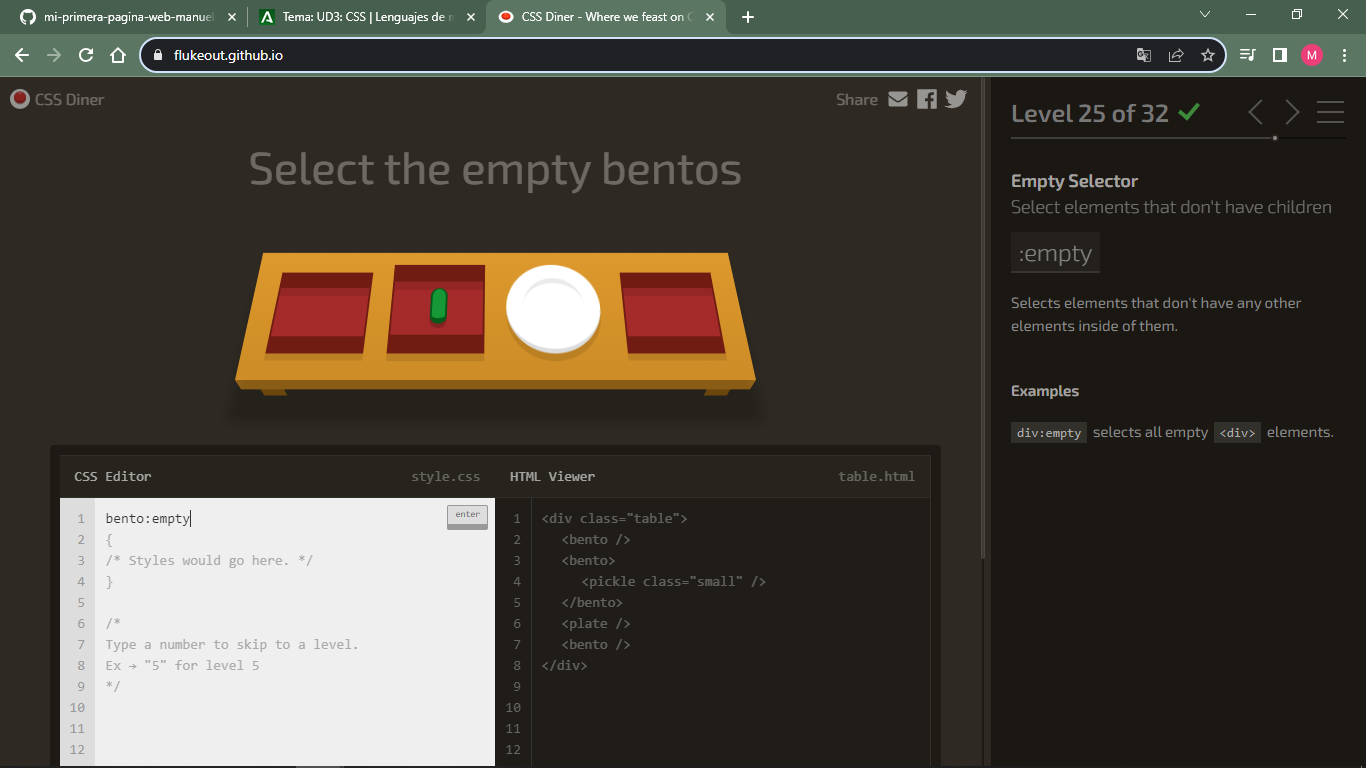 mi-primera-pagina-web-manuel
Tema: UD3: CSS | Lenguajes de m
CSS Diner - Where we feast on C
flukeout.github.io
M
CSS Diner
Share
Select the empty bentos
Level 25 of 32
Empty Selector
Select elements that don't have children
:empty
Selects elements that don't have any other
elements inside of them.
Examples
div:empty selects all empty <div> elements.
CSS Editor
style.css
1 bento:empty
enter
2 {
3 /* Styles would go here. */
4 }
5
6 /*
7 Type a number to skip to a level.
8 Ex → "5" for level 5
9 */
10
11
12
HTML Viewer
table.html
1 <div class="table">
2 <bento />
3 <bento>
4 <pickle class="small" />
5 </bento>
6 <plate />
7 <bento />
8 </div>
9
10
11
12